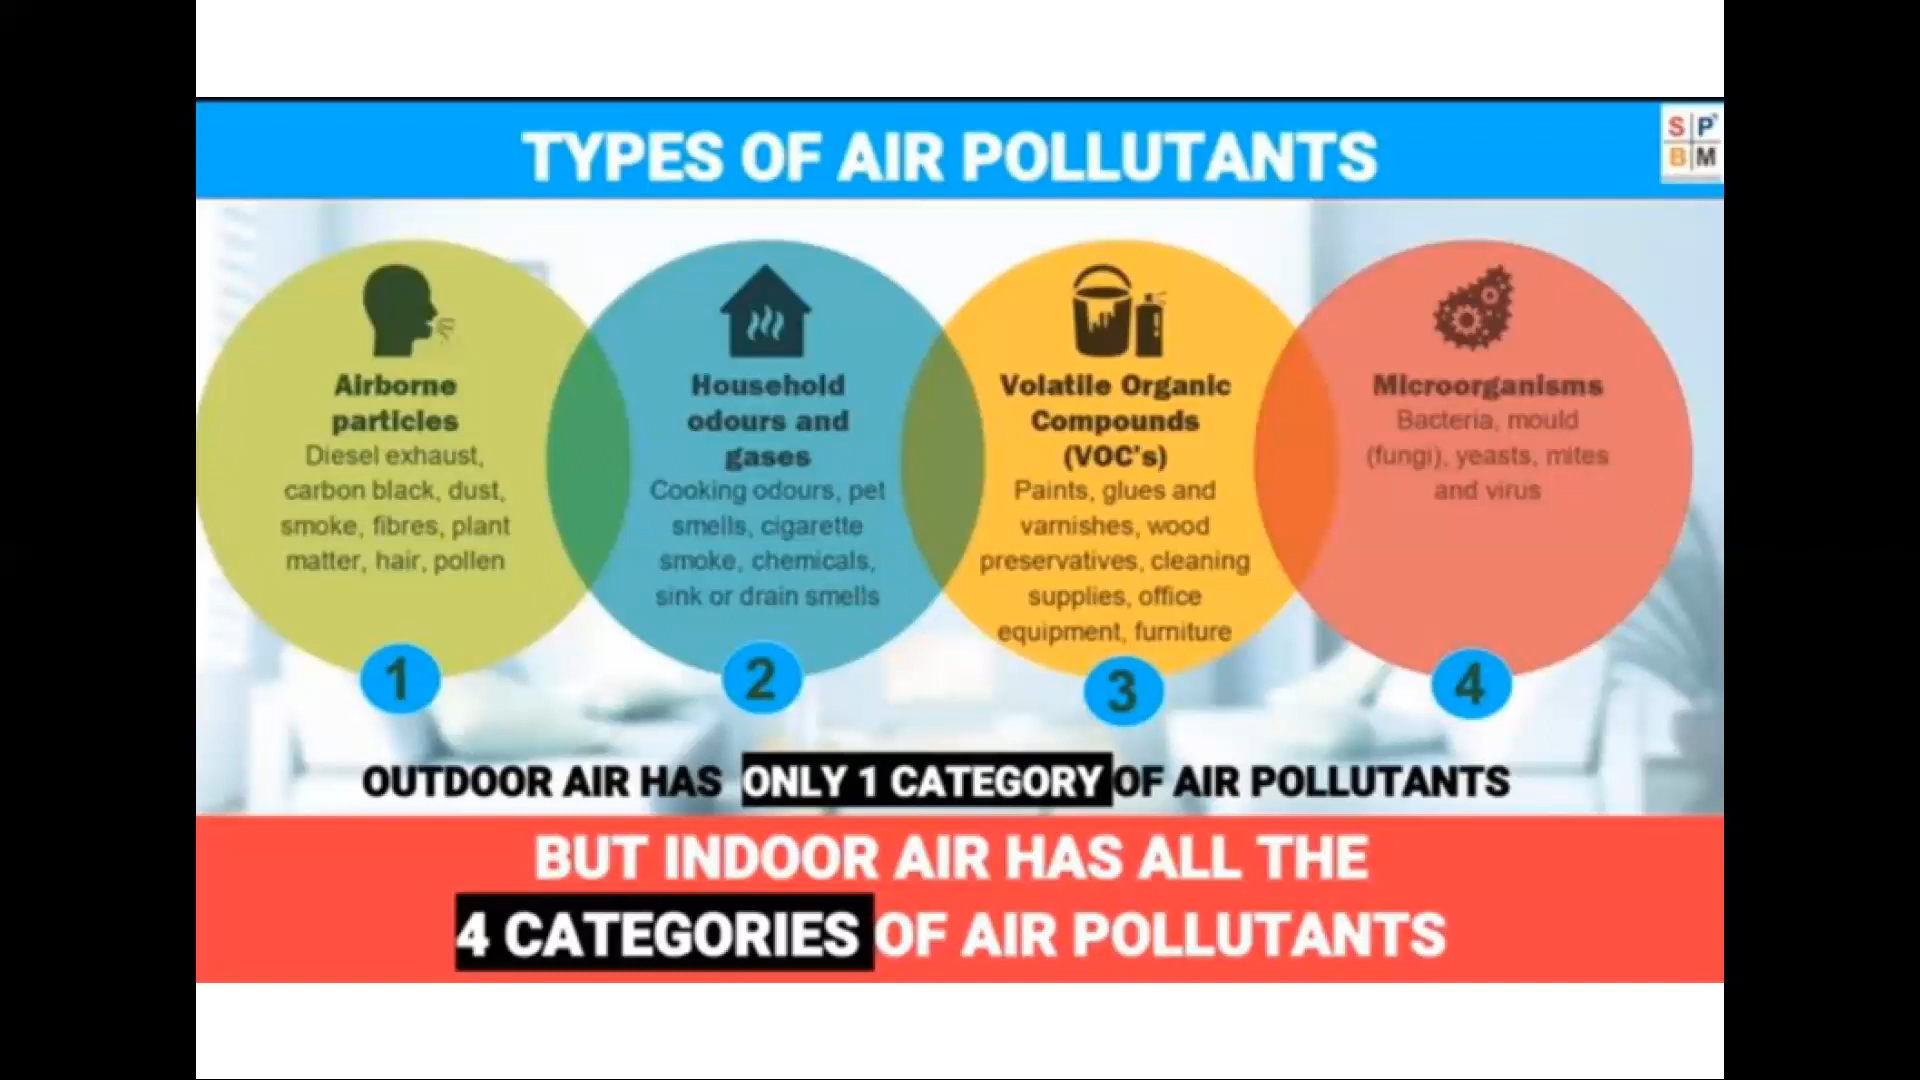 TYPES OF AIR POLLUTANTS
S P
B M
Airborne
particles
Diesel exhaust,
carbon black, dust,
smoke, fibres, plant
matter, hair, pollen
1
Household
odours and
gases
Cooking odours, pet
smells, cigarette
smoke, chemicals,
sink or drain smells
2
Volatile Organic
Compounds
(VOC's)
Paints, glues and
varnishes, wood
preservatives, cleaning
supplies, office
equipment, furniture
3
Microorganisms
Bacteria, mould
(fungi), yeasts, mites
and virus
4
OUTDOOR AIR HAS ONLY 1 CATEGORY OF AIR POLLUTANTS
BUT INDOOR AIR HAS ALL THE
4 CATEGORIES OF AIR POLLUTANTS